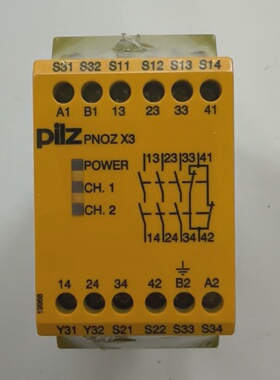 S31 S32 S11 S12 S13 S14
A1 B1 13 23 33 41
pilz PNOZ X3
POWER
13 23 33 41
CH. 1
CH. 2
14 24 34 42
14 24 34 42 B2 A2
Y31 Y32 S21 S22 S33 S34